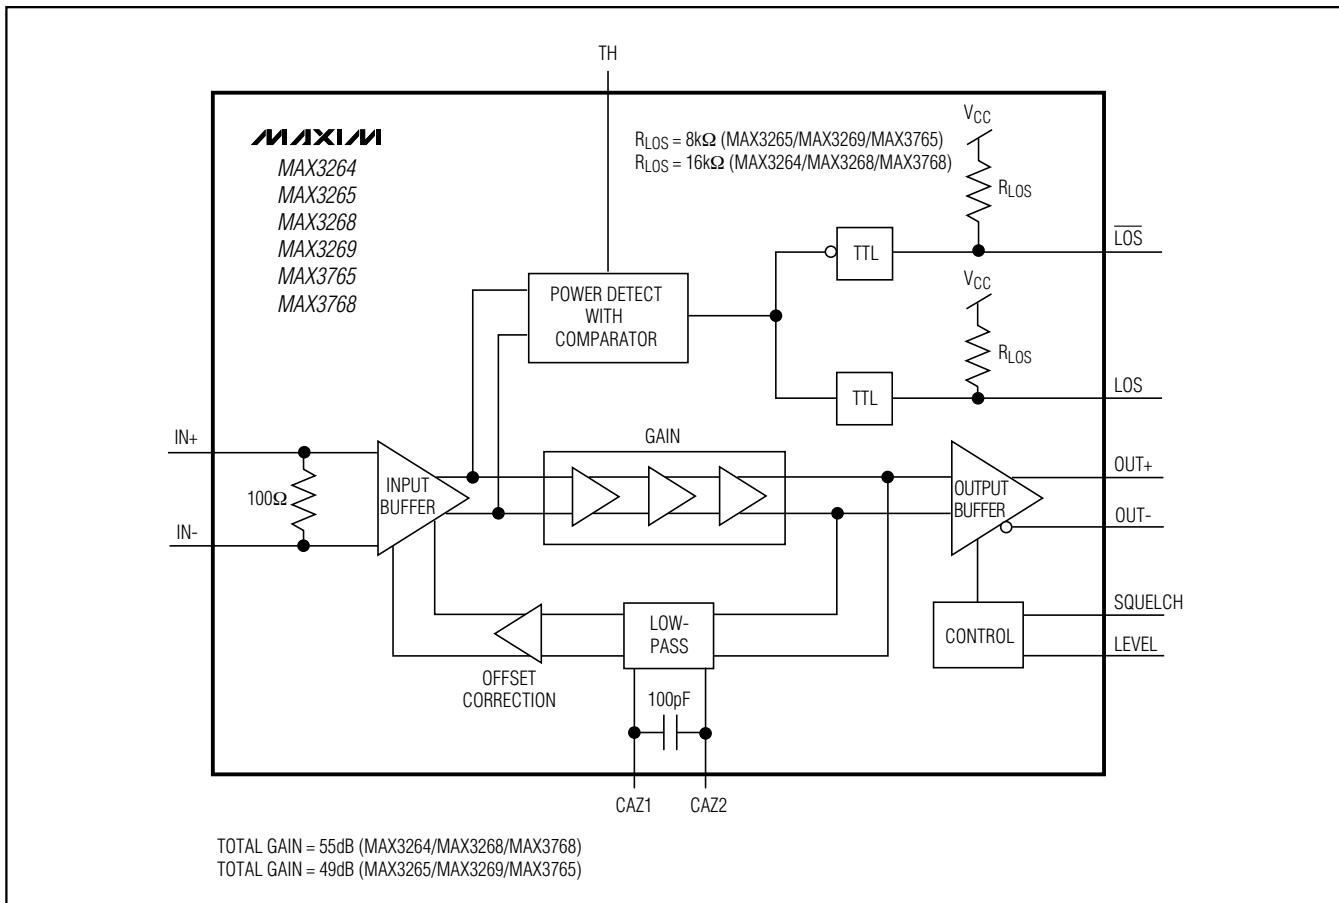 TH
MAXIM
MAX3264
MAX3265
MAX3268
MAX3269
MAX3765
MAX3768
RLOS = 8kΩ (MAX3265/MAX3269/MAX3765)
RLOS = 16kΩ (MAX3264/MAX3268/MAX3768)
VCC
RLOS
TTL
LOS
POWER DETECT
WITH
COMPARATOR
VCC
RLOS
TTL
LOS
IN+
100Ω
IN-
INPUT
BUFFER
GAIN
OUTPUT
BUFFER
OUT+
OUT-
SQUELCH
CONTROL
LEVEL
LOW-
PASS
OFFSET
CORRECTION
100pF
CAZ1
CAZ2
TOTAL GAIN = 55dB (MAX3264/MAX3268/MAX3768)
TOTAL GAIN = 49dB (MAX3265/MAX3269/MAX3765)